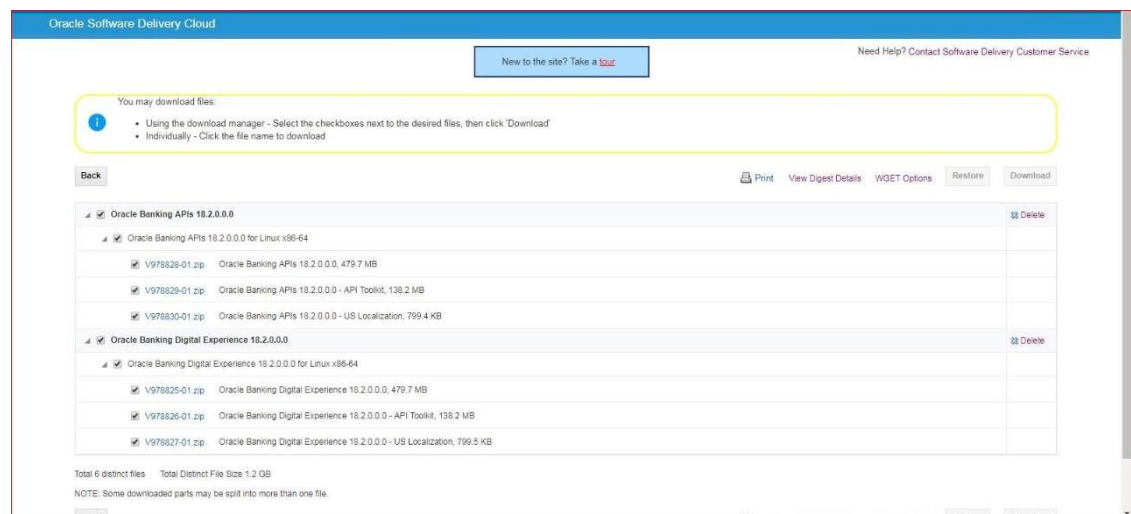 Oracle Software Delivery Cloud
New to the site? Take a tour
Need Help? Contact Software Delivery Customer Service
You may download files:
• Using the download manager - Select the checkboxes next to the desired files, then click 'Download'
• Individually - Click the file name to download
Back Print View Digest Details WGET Options Restore Download
Oracle Banking APIs 18.2.0.0.0 Delete
Oracle Banking APIs 18.2.0.0.0 for Linux x86-64
V978828-01.zip Oracle Banking APIs 18.2.0.0.0, 479.7 MB
V978829-01.zip Oracle Banking APIs 18.2.0.0.0 - API Toolkit, 138.2 MB
V978830-01.zip Oracle Banking APIs 18.2.0.0.0 - US Localization, 799.4 KB
Oracle Banking Digital Experience 18.2.0.0.0 Delete
Oracle Banking Digital Experience 18.2.0.0.0 for Linux x86-64
V978825-01.zip Oracle Banking Digital Experience 18.2.0.0.0, 479.7 MB
V978826-01.zip Oracle Banking Digital Experience 18.2.0.0.0 - API Toolkit, 138.2 MB
V978827-01.zip Oracle Banking Digital Experience 18.2.0.0.0 - US Localization, 799.5 KB
Total 6 distinct files Total Distinct File Size 1.2 GB
NOTE: Some downloaded parts may be split into more than one file.